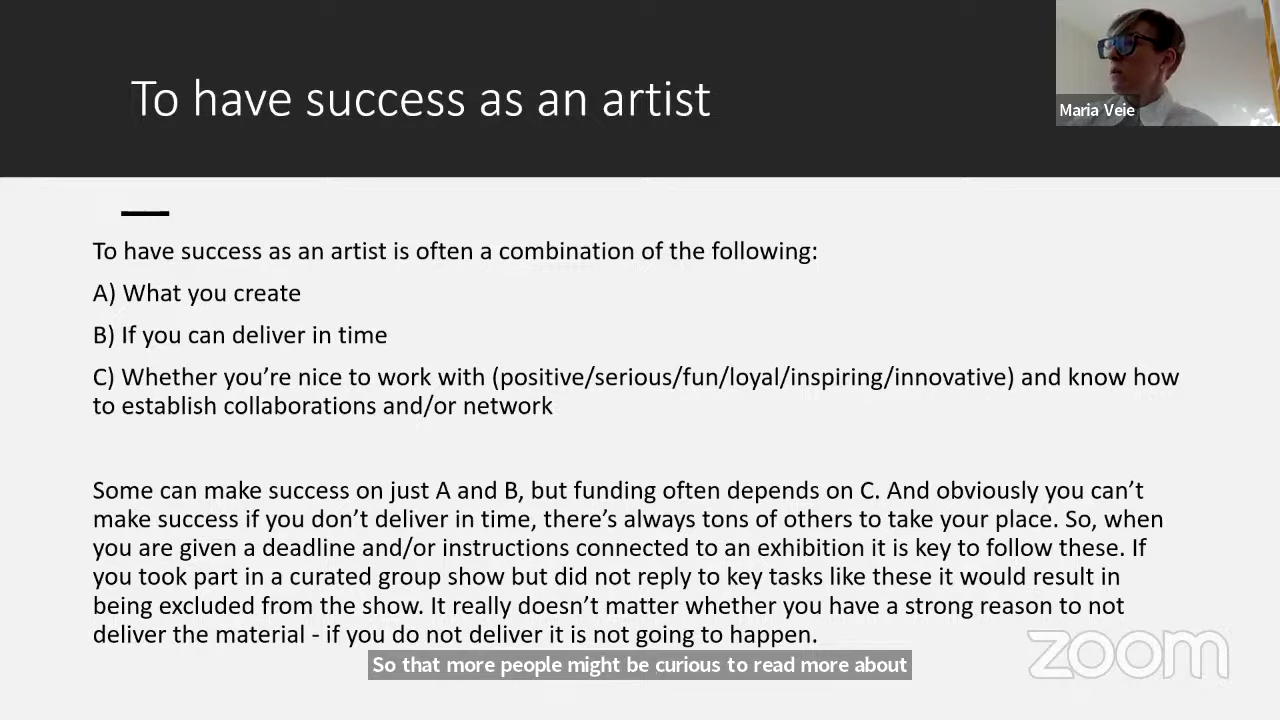 To have success as an artist
Maria Veie
To have success as an artist is often a combination of the following:
A) What you create
B) If you can deliver in time
C) Whether you’re nice to work with (positive/serious/fun/loyal/inspiring/innovative) and know how
to establish collaborations and/or network
Some can make success on just A and B, but funding often depends on C. And obviously you can’t
make success if you don’t deliver in time, there’s always tons of others to take your place. So, when
you are given a deadline and/or instructions connected to an exhibition it is key to follow these. If
you took part in a curated group show but did not reply to key tasks like these it would result in
being excluded from the show. It really doesn’t matter whether you have a strong reason to not
deliver the material - if you do not deliver it is not going to happen.
So that more people might be curious to read more about
zoom